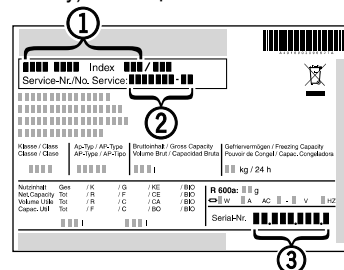 ①
Index /
Service-Nr./No. Service: -
②
Klasse / Class
Classe / Clase
Ap-Typ / AP-Type
AP-Type / AP-Tipo
Bruttoinhalt / Gross Capacity
Volume Brut / Capacidad Bruta
Gefriervermögen / Freezing Capacity
Pouvoir de Congel / Capac. Congeladora
l
kg / 24 h
Nutzinhalt Ges / K / G / KE / BIO
Net.Capacity Tot / R / F / CE / BIO
Volume Utile Tot / R / C / CA / BIO
Capac. Util Tot / F / C / BO / BIO
l
l
R 600a: g
W A AC - V HZ
Serial-Nr. . . .
③